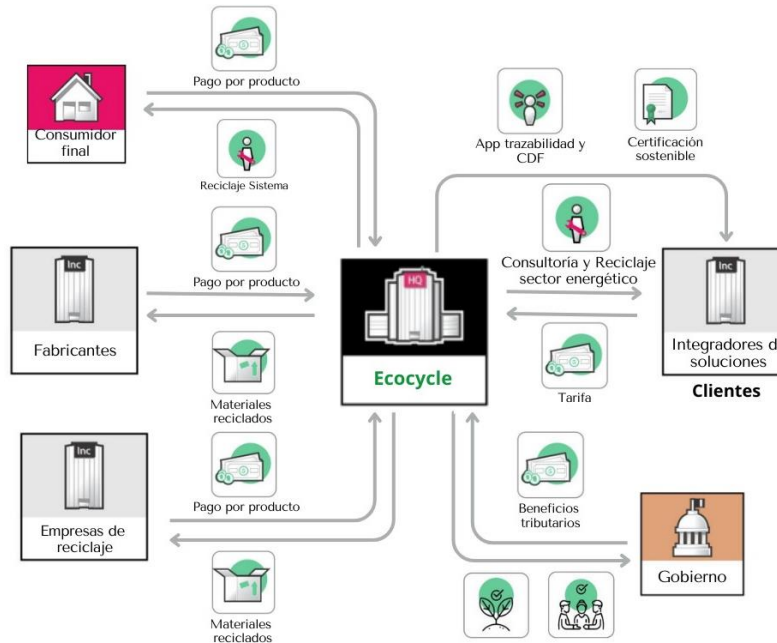 Pago por producto
Consumidor
final
App trazabilidad y
CDF
Certificación
sostenible
Reciclaje Sistema
Inc
Pago por producto
Fabricantes
HQ
Ecocycle
Consultoría y Reciclaje
sector energético
Inc
Integradores d
soluciones
Clientes
Tarifa
Materiales
reciclados
Inc
Pago por producto
Empresas de
reciclaje
Beneficios
tributarios
Gobierno
Materiales
reciclados